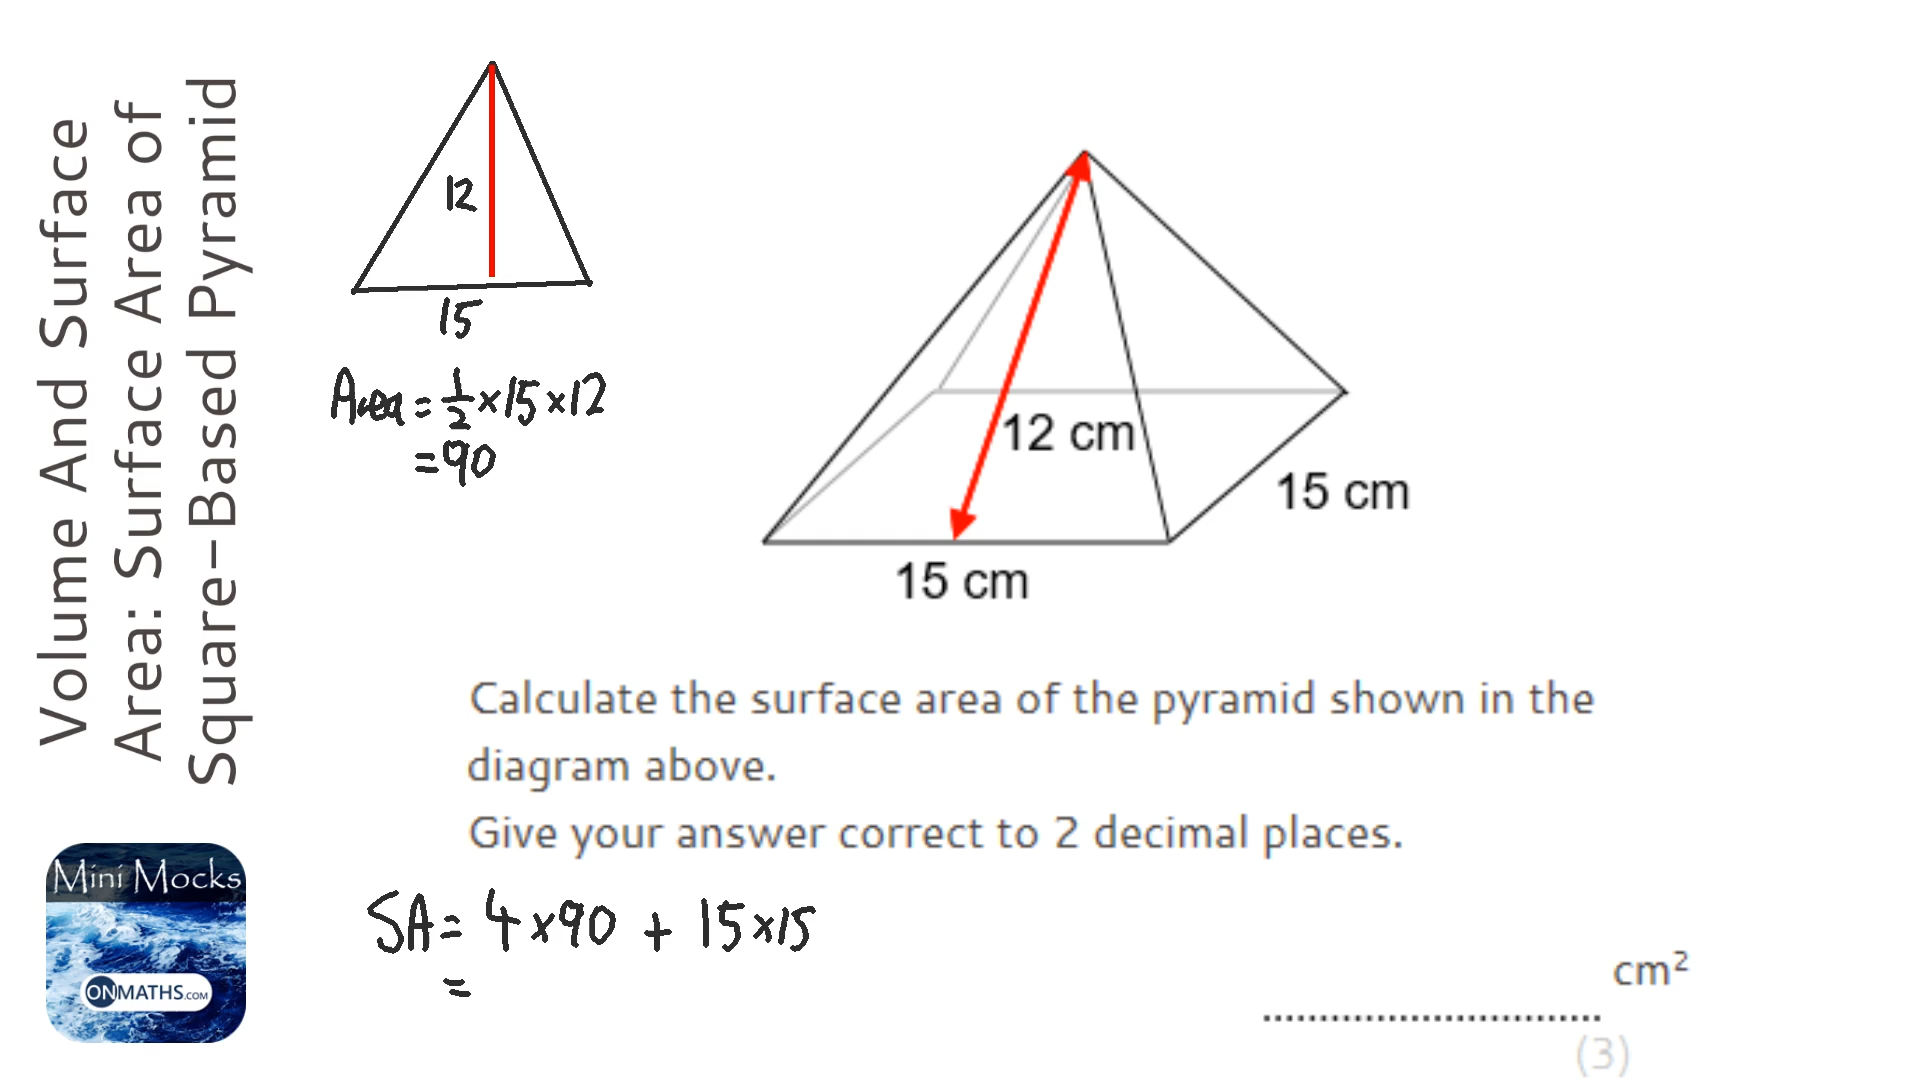 Volume And Surface
Area: Surface Area of
Square-Based Pyramid
12
15
Area = 1/2 × 15 × 12
= 90
12 cm
15 cm
15 cm
Calculate the surface area of the pyramid shown in the
diagram above.
Give your answer correct to 2 decimal places.
SA = 4 × 90 + 15 × 15
=
cm²
(3)
Mini Mocks
ONMATHS.COM